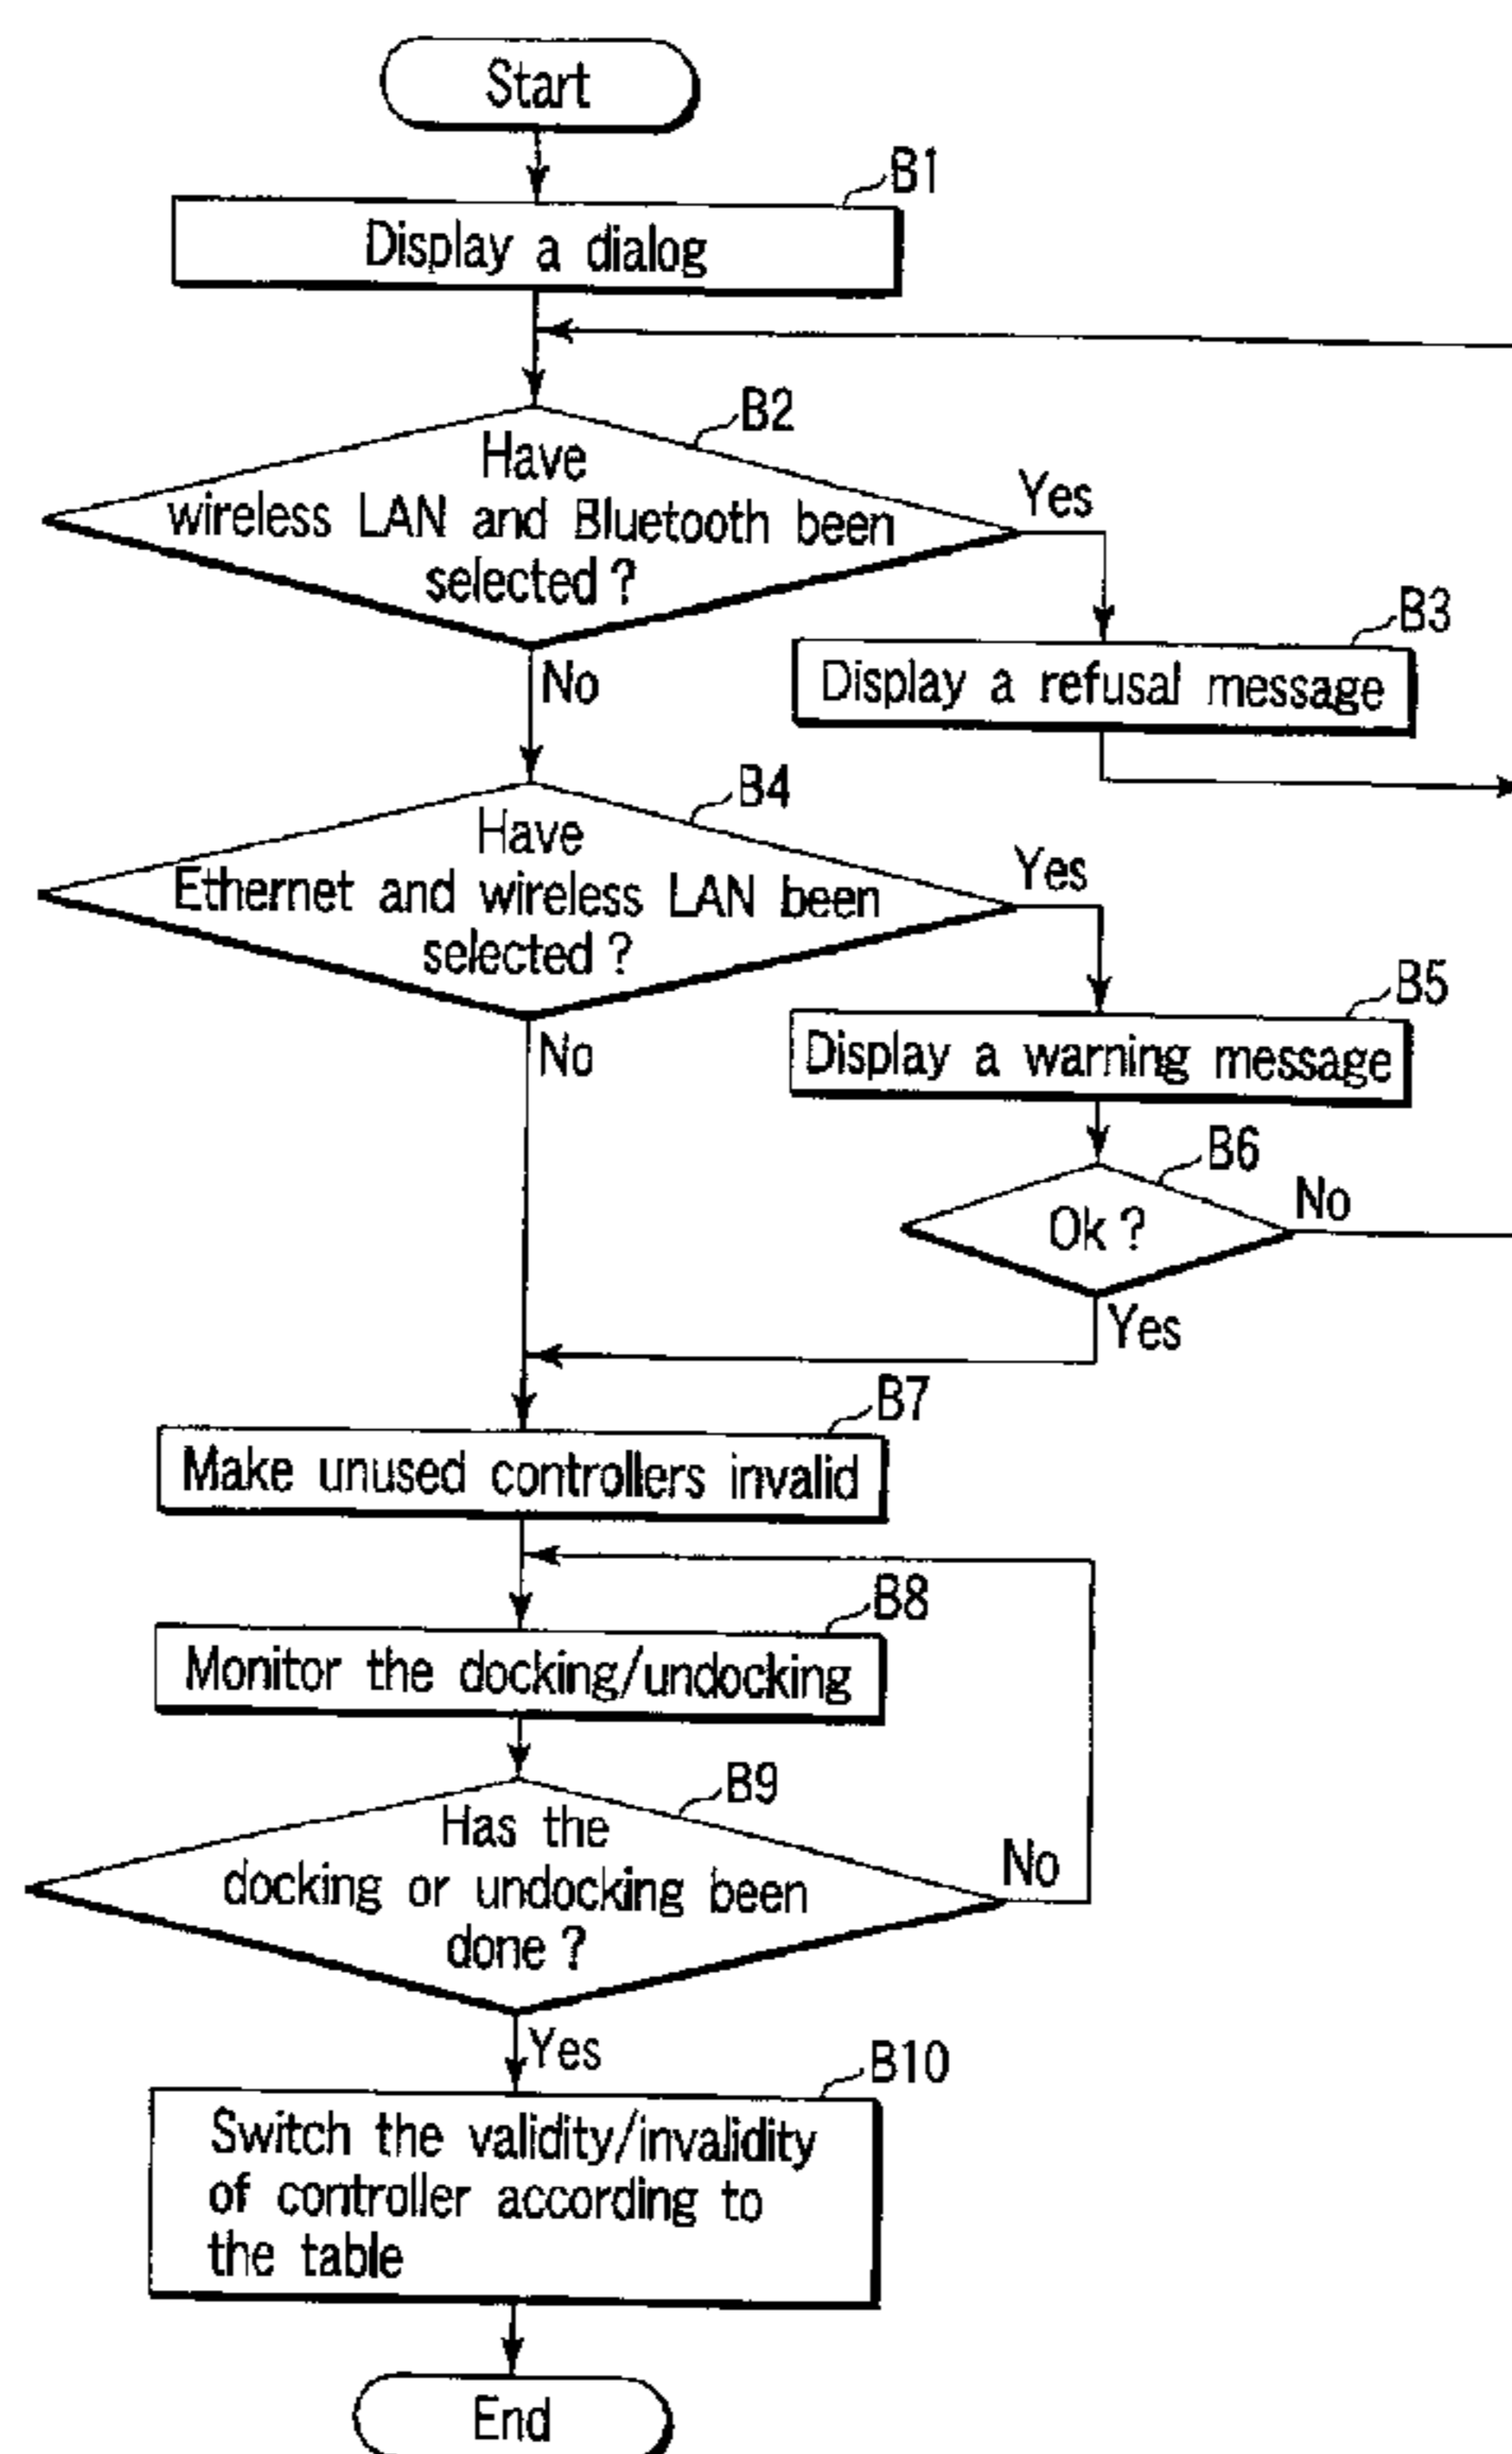 Start
B1
Display a dialog
B2
Have
wireless LAN and Bluetooth been
selected?
Yes
B3
Display a refusal message
No
B4
Have
Ethernet and wireless LAN been
selected?
Yes
B5
Display a warning message
No
B6
Ok?
No
Yes
B7
Make unused controllers invalid
B8
Monitor the docking/undocking
B9
Has the
docking or undocking been
done?
No
Yes
B10
Switch the validity/invalidity
of controller according to
the table
End